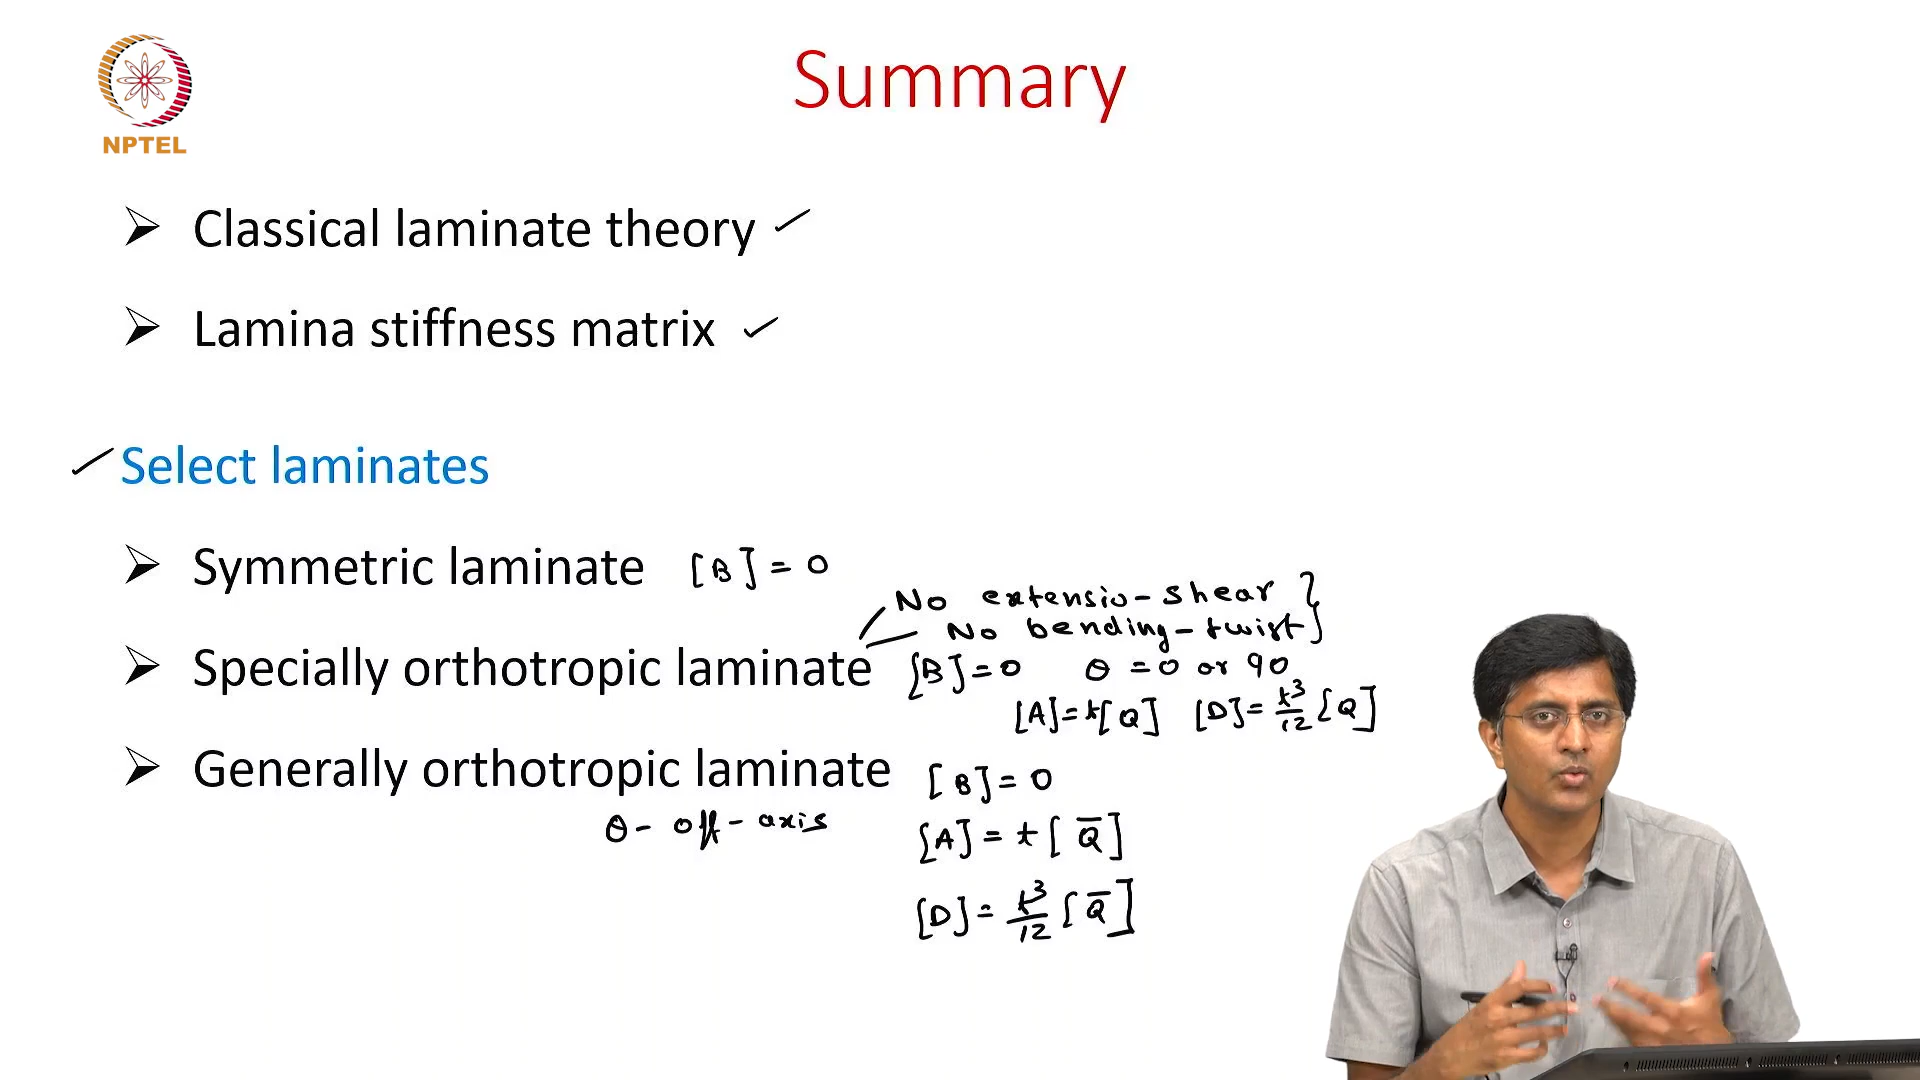 Summary
NPTEL
➢ Classical laminate theory ✓
➢ Lamina stiffness matrix ✓
✓ Select laminates
➢ Symmetric laminate [B] = 0
No extensio - shear }
No bending - twist
➢ Specially orthotropic laminate [B] = 0 θ = 0 or 90
[A] = t[Q] [D] = t³/12 [Q]
➢ Generally orthotropic laminate [B] = 0
θ - off - axis
[A] = t [Q̄]
[D] = t³/12 [Q̄]